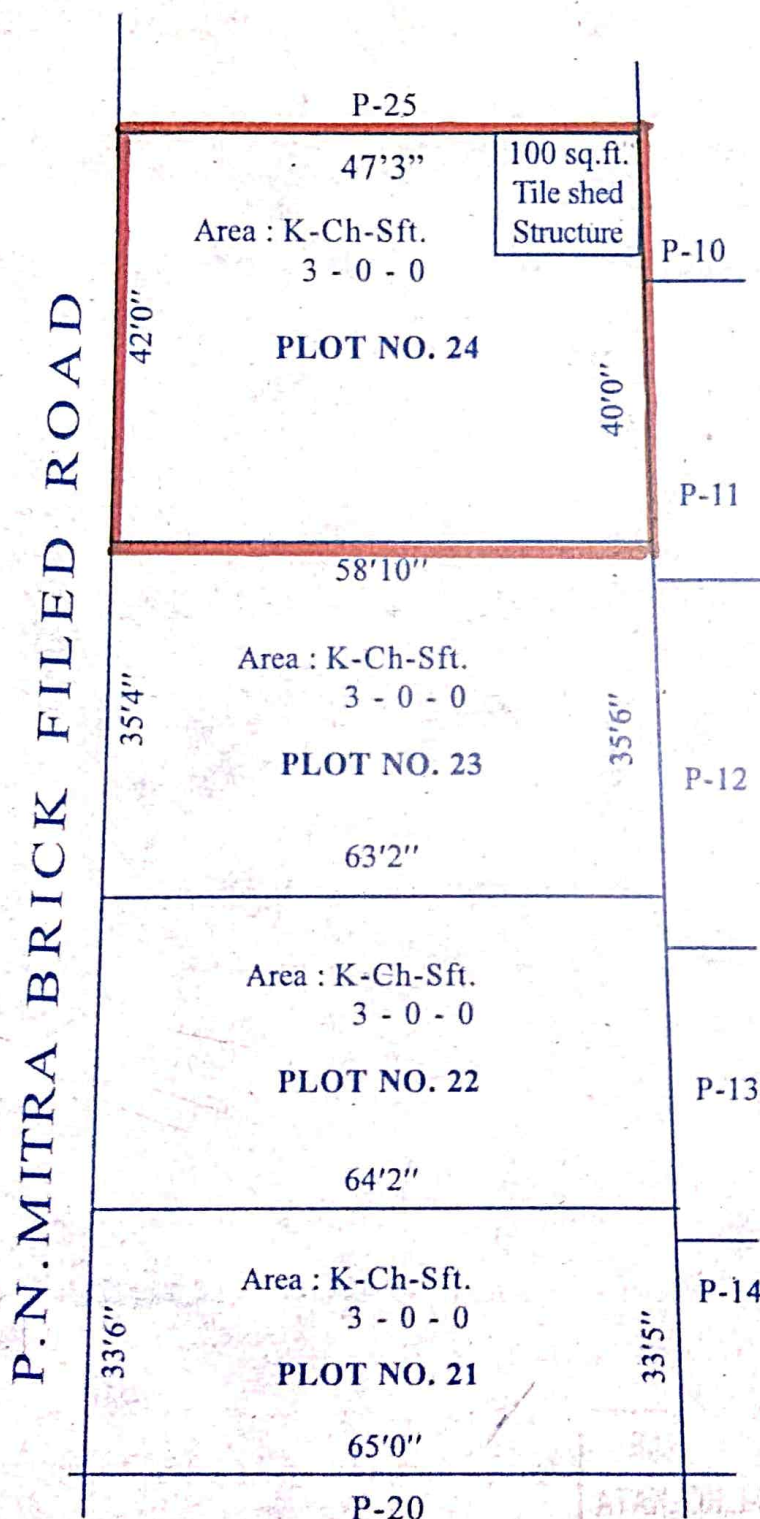 P-25
47'3”
100 sq.ft.
Tile shed
Structure
Area : K-Ch-Sft.
3 - 0 - 0
P-10
42'0"
PLOT NO. 24
40'0"
P-11
58'10"
Area : K-Ch-Sft.
3 - 0 - 0
35'4"
35'6"
PLOT NO. 23
P-12
63'2"
P.N.MITRA BRICK FILED ROAD
Area : K-Ch-Sft.
3 - 0 - 0
PLOT NO. 22
P-13
64'2"
Area : K-Ch-Sft.
3 - 0 - 0
P-14
33'6"
33'5"
PLOT NO. 21
65'0"
P-20